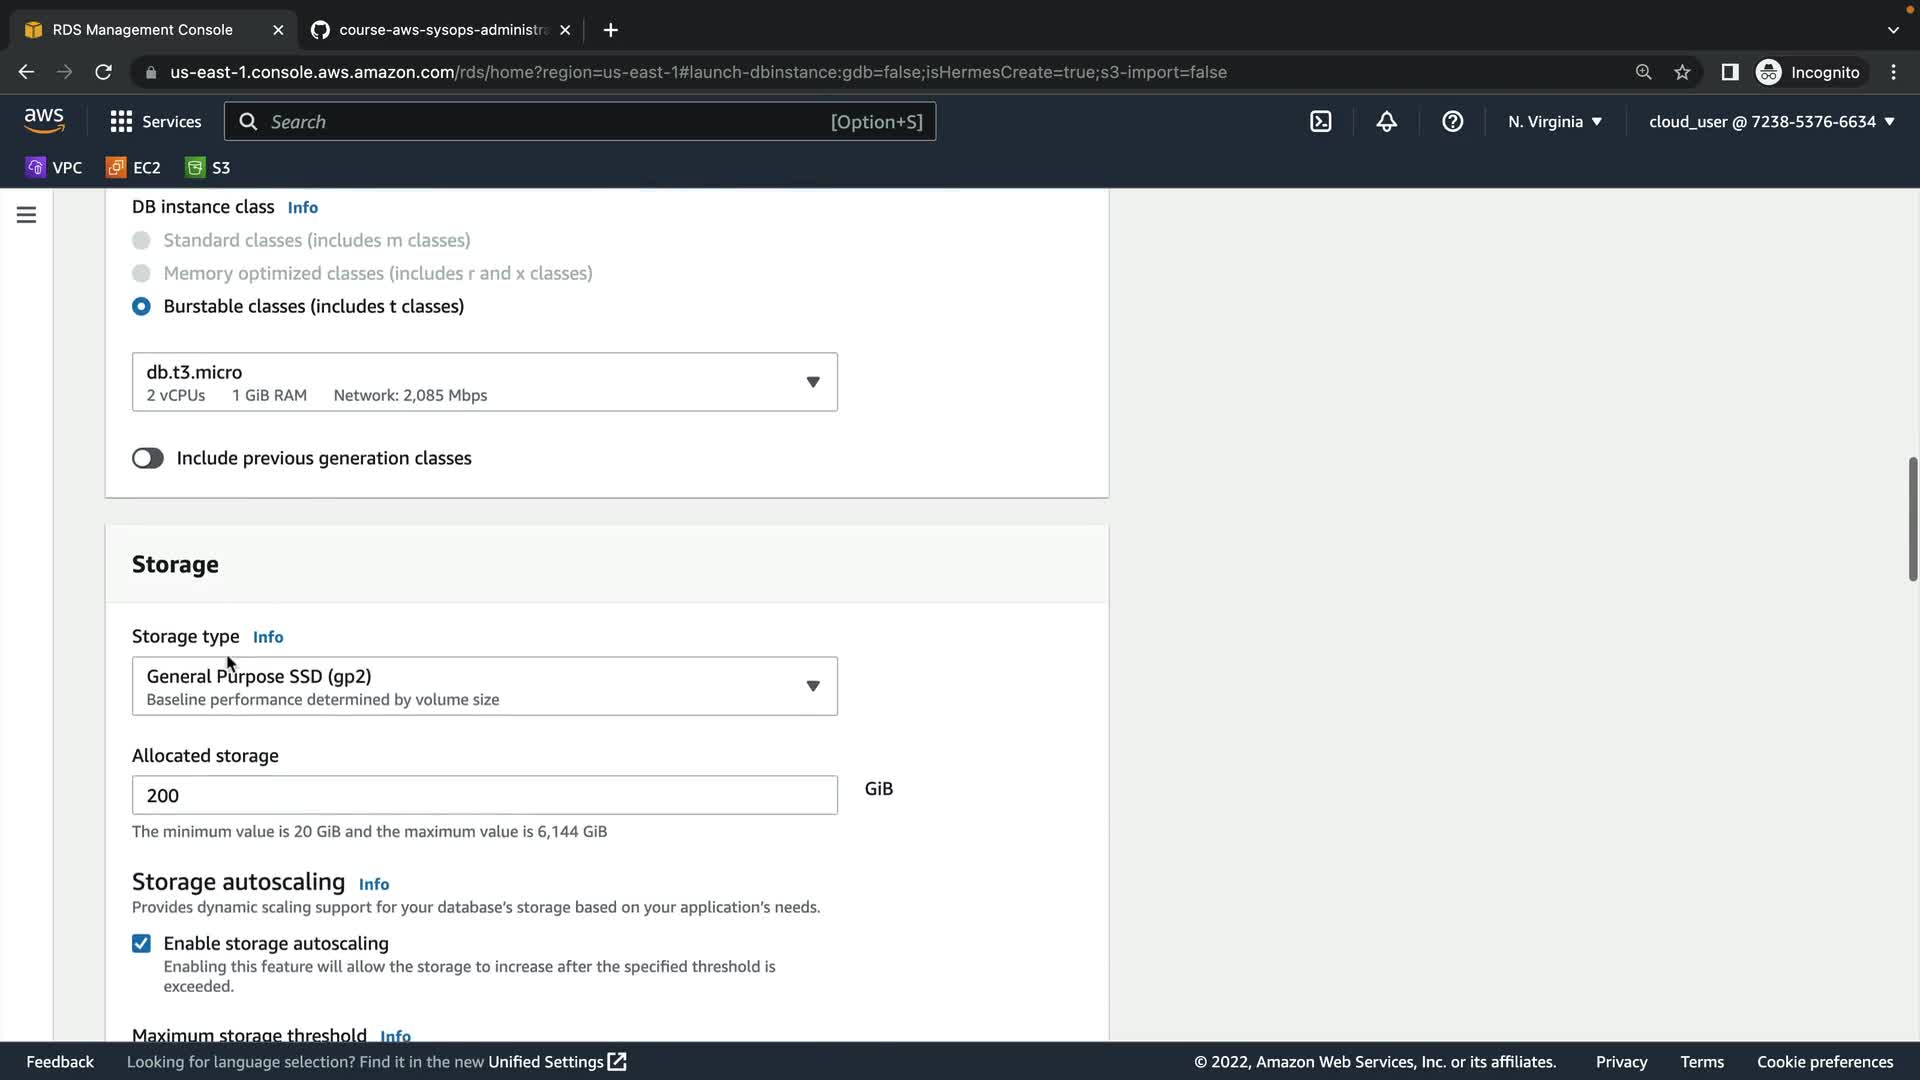 RDS Management Console
course-aws-sysops-administra
us-east-1.console.aws.amazon.com/rds/home?region=us-east-1#launch-dbinstance:gdb=false;isHermesCreate=true;s3-import=false
Incognito
aws
Services
Search
[Option+S]
N. Virginia
cloud_user @ 7238-5376-6634
VPC
EC2
S3
DB instance class Info
Standard classes (includes m classes)
Memory optimized classes (includes r and x classes)
Burstable classes (includes t classes)
db.t3.micro
2 vCPUs 1 GiB RAM Network: 2,085 Mbps
Include previous generation classes
Storage
Storage type Info
General Purpose SSD (gp2)
Baseline performance determined by volume size
Allocated storage
200
GiB
The minimum value is 20 GiB and the maximum value is 6,144 GiB
Storage autoscaling Info
Provides dynamic scaling support for your database's storage based on your application's needs.
Enable storage autoscaling
Enabling this feature will allow the storage to increase after the specified threshold is
exceeded.
Maximum storage threshold Info
Feedback
Looking for language selection? Find it in the new Unified Settings
© 2022, Amazon Web Services, Inc. or its affiliates.
Privacy
Terms
Cookie preferences